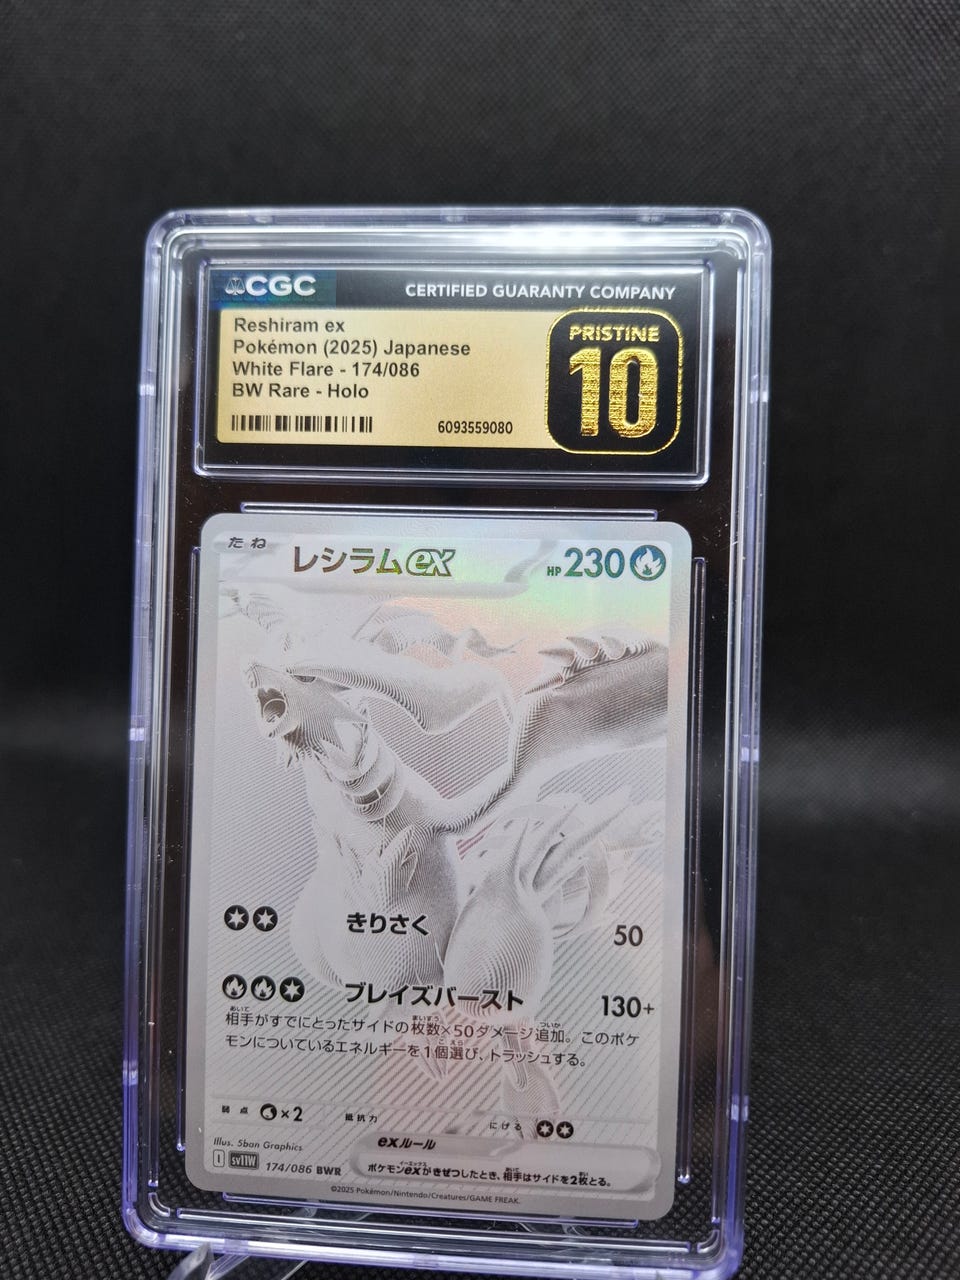 CGC
CERTIFIED GUARANTY COMPANY
Reshiram ex
Pokémon (2025) Japanese
White Flare - 174/086
BW Rare - Holo
6093559080
PRISTINE
10
たね
レシラムex
HP230
きりさく
50
ブレイズバースト
130+
相手がすでにとったサイドの枚数×50ダメージ追加。このポケ
モンについているエネルギーを1個選び、トラッシュする。
弱点 ×2
抵抗力
にげる
exルール
ポケモンexがきぜつしたとき、相手はサイドを2枚とる。
Illus. 5ban Graphics
I sv11W 174/086 BWR
©2025 Pokémon/Nintendo/Creatures/GAME FREAK.